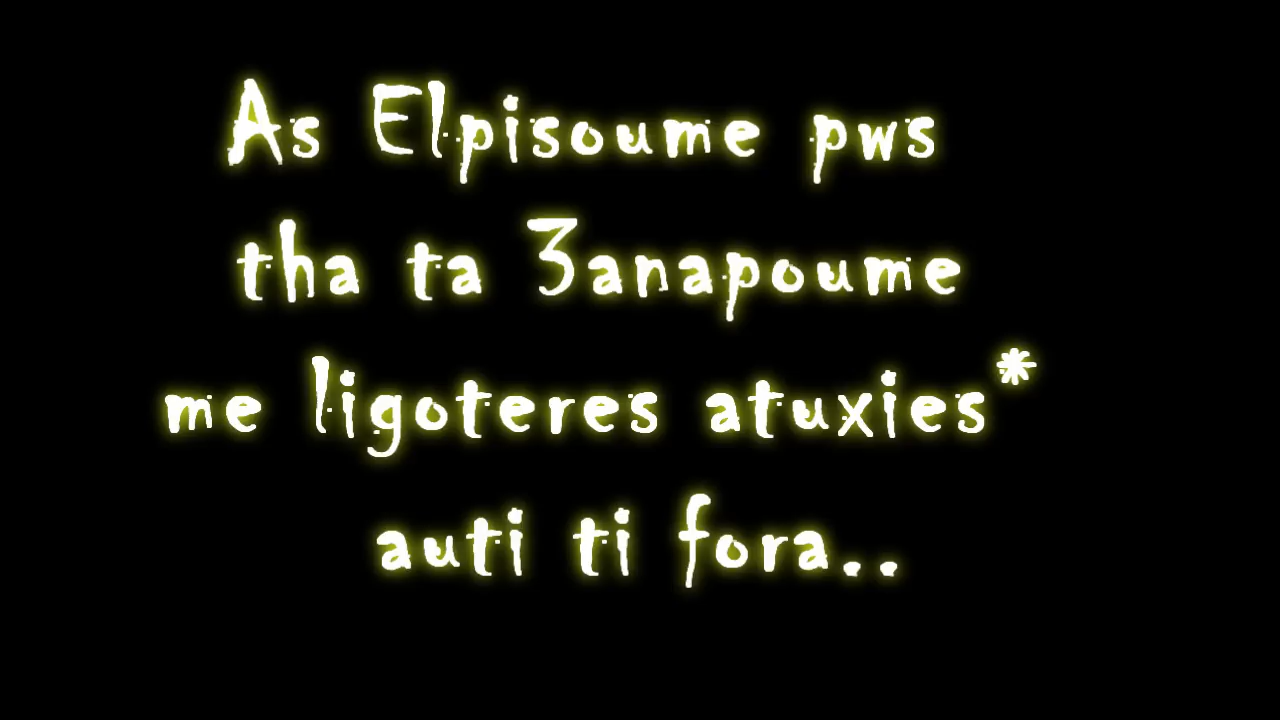 As Elpisoume pws
tha ta 3anapoume
me ligoteres atuxies*
auti ti fora..